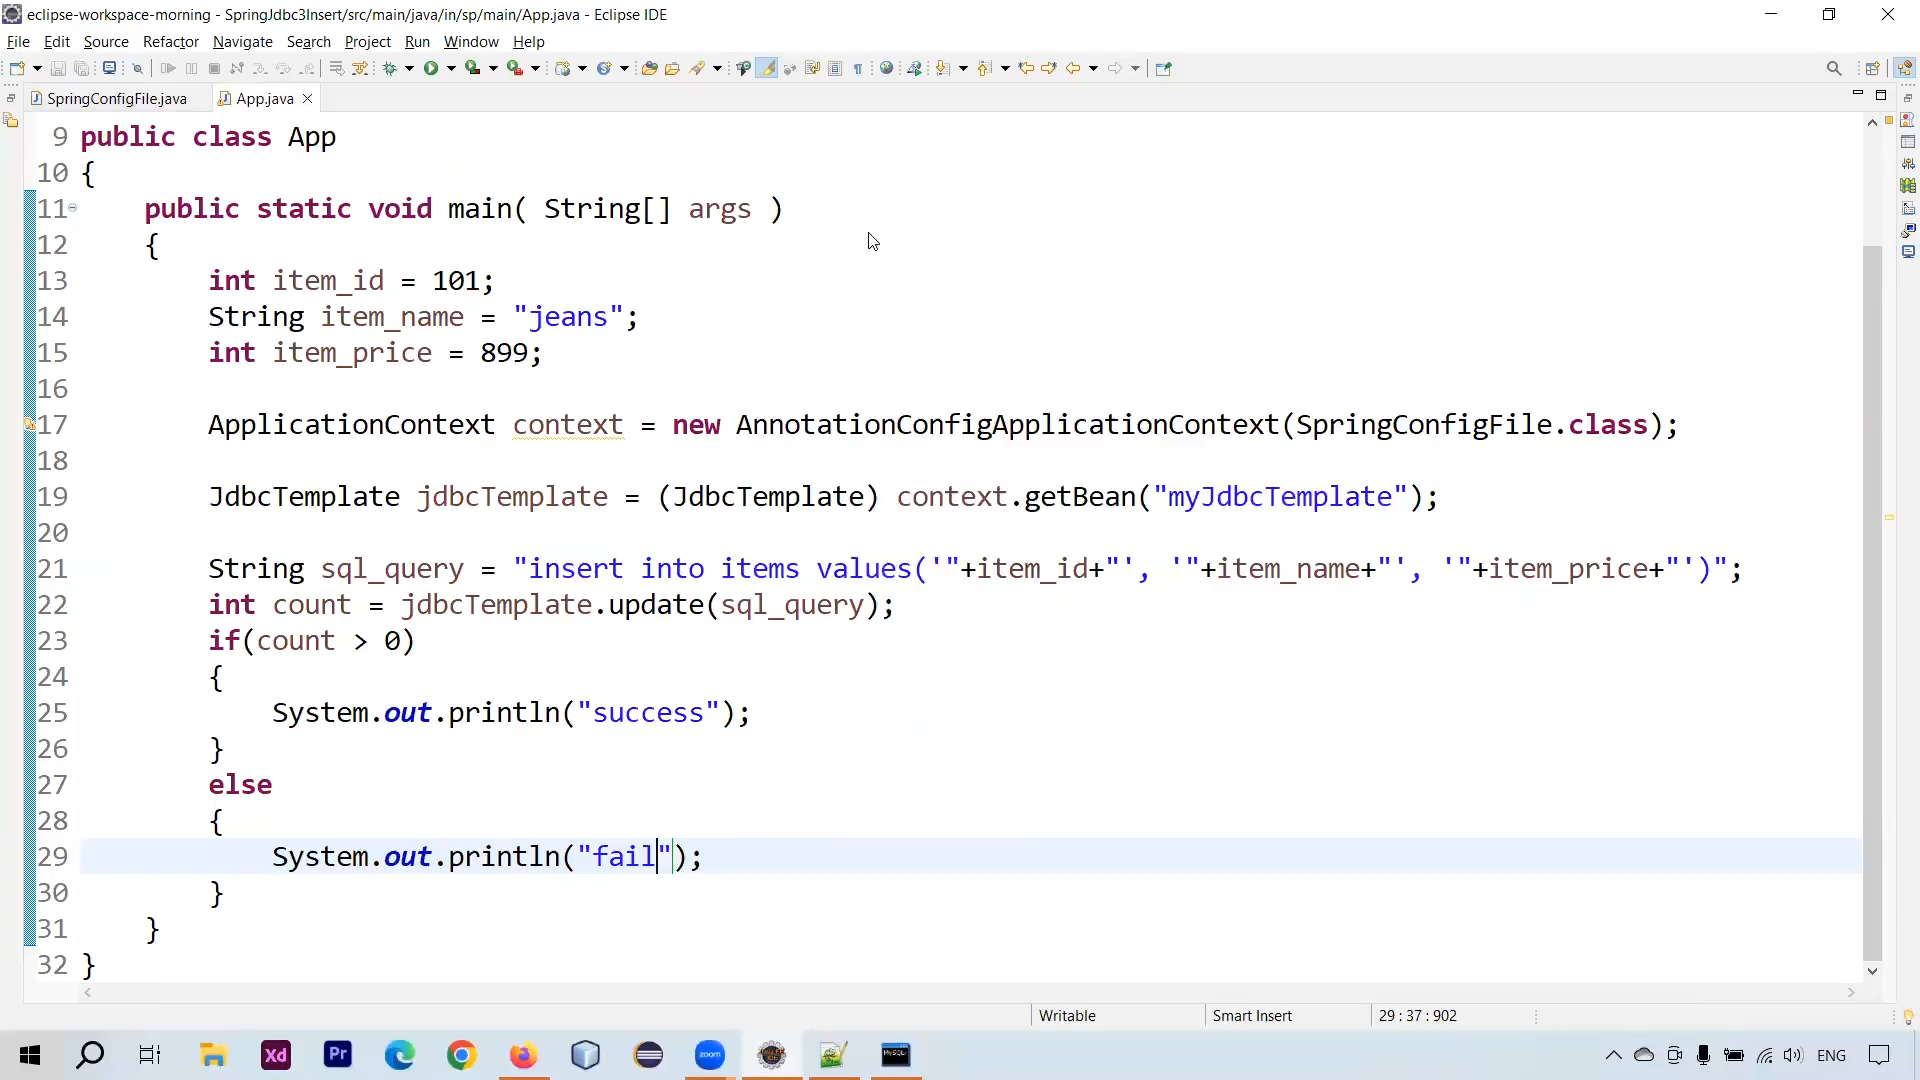 eclipse-workspace-morning - SpringJdbc3Insert/src/main/java/in/sp/main/App.java - Eclipse IDE
File Edit Source Refactor Navigate Search Project Run Window Help
SpringConfigFile.java App.java
9 public class App
10 {
11 public static void main( String[] args )
12 {
13 int item_id = 101;
14 String item_name = "jeans";
15 int item_price = 899;
16
17 ApplicationContext context = new AnnotationConfigApplicationContext(SpringConfigFile.class);
18
19 JdbcTemplate jdbcTemplate = (JdbcTemplate) context.getBean("myJdbcTemplate");
20
21 String sql_query = "insert into items values('"+item_id+"', '"+item_name+"', '"+item_price+"')";
22 int count = jdbcTemplate.update(sql_query);
23 if(count > 0)
24 {
25 System.out.println("success");
26 }
27 else
28 {
29 System.out.println("fail");
30 }
31 }
32 }
Writable Smart Insert 29 : 37 : 902
Xd Pr zoom MySQL ENG